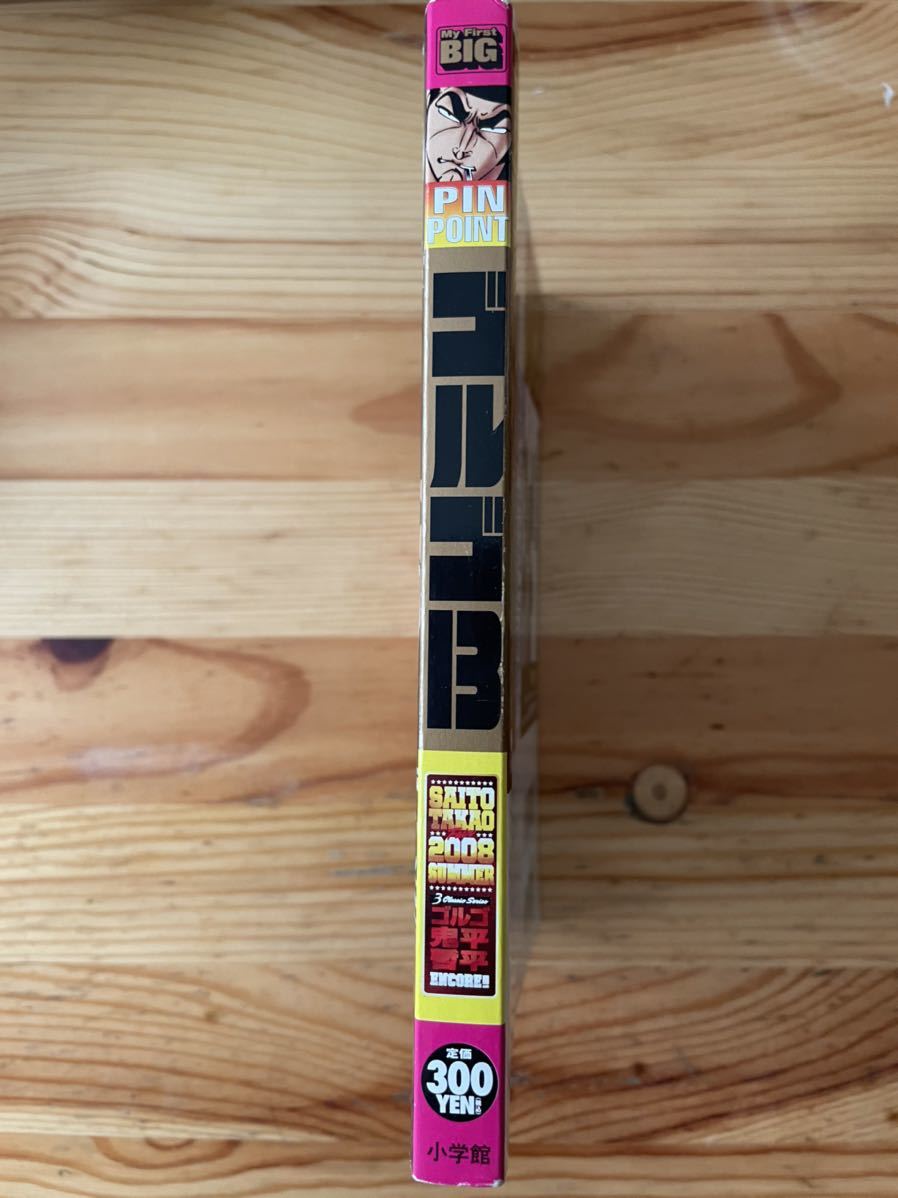 My First
BIG
PIN
POINT
ゴルゴ13
SAITO
TAKAO
2008
SUMMER
3 Classic Series
ゴルゴ
鬼平
哲平
ENCORE!!
定価
300
YEN
小学館